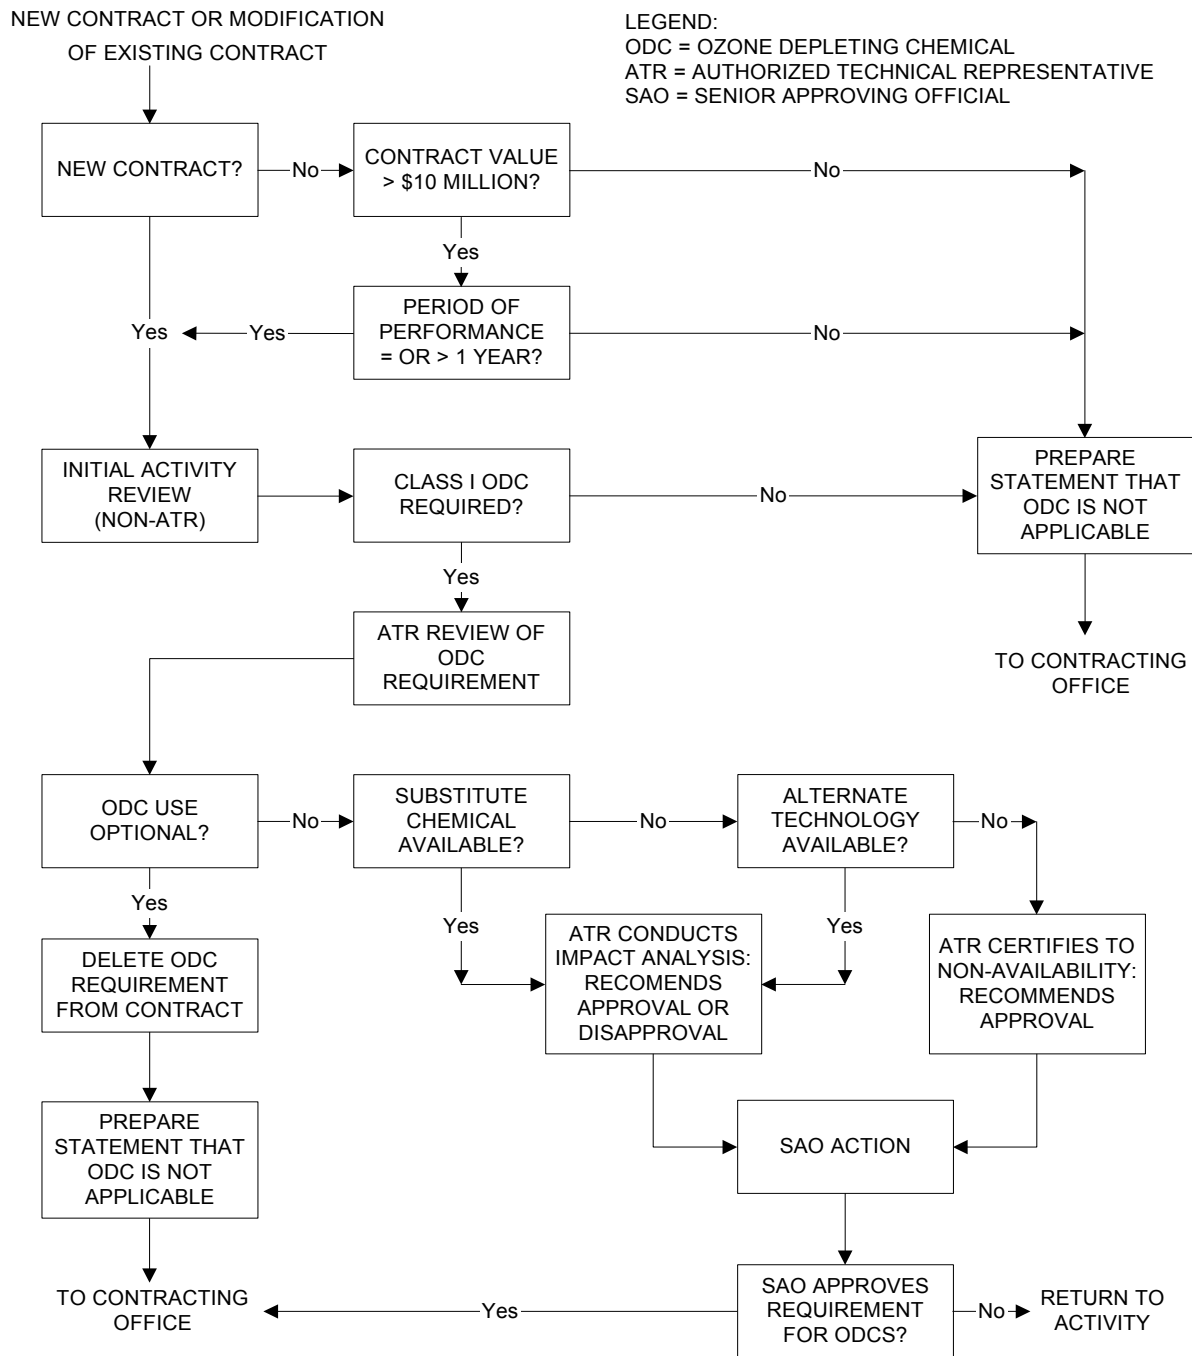 NEW CONTRACT OR MODIFICATION
OF EXISTING CONTRACT
LEGEND:
ODC = OZONE DEPLETING CHEMICAL
ATR = AUTHORIZED TECHNICAL REPRESENTATIVE
SAO = SENIOR APPROVING OFFICIAL
NEW CONTRACT?
No
CONTRACT VALUE
> $10 MILLION?
No
Yes
Yes
PERIOD OF
PERFORMANCE
= OR > 1 YEAR?
Yes
No
INITIAL ACTIVITY
REVIEW
(NON-ATR)
CLASS I ODC
REQUIRED?
No
PREPARE
STATEMENT THAT
ODC IS NOT
APPLICABLE
Yes
ATR REVIEW OF
ODC
REQUIREMENT
TO CONTRACTING
OFFICE
ODC USE
OPTIONAL?
No
SUBSTITUTE
CHEMICAL
AVAILABLE?
No
ALTERNATE
TECHNOLOGY
AVAILABLE?
No
Yes
Yes
Yes
DELETE ODC
REQUIREMENT
FROM CONTRACT
ATR CONDUCTS
IMPACT ANALYSIS:
RECOMENDS
APPROVAL OR
DISAPPROVAL
ATR CERTIFIES TO
NON-AVAILABILITY:
RECOMMENDS
APPROVAL
PREPARE
STATEMENT THAT
ODC IS NOT
APPLICABLE
SAO ACTION
TO CONTRACTING
OFFICE
Yes
SAO APPROVES
REQUIREMENT
FOR ODCS?
No
RETURN TO
ACTIVITY